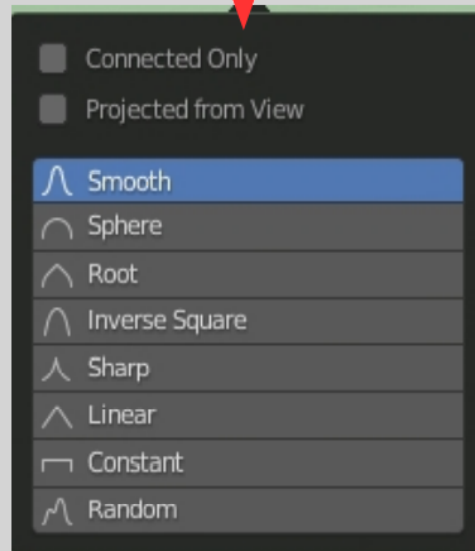 Connected Only
Projected from View
Smooth
Sphere
Root
Inverse Square
Sharp
Linear
Constant
Random